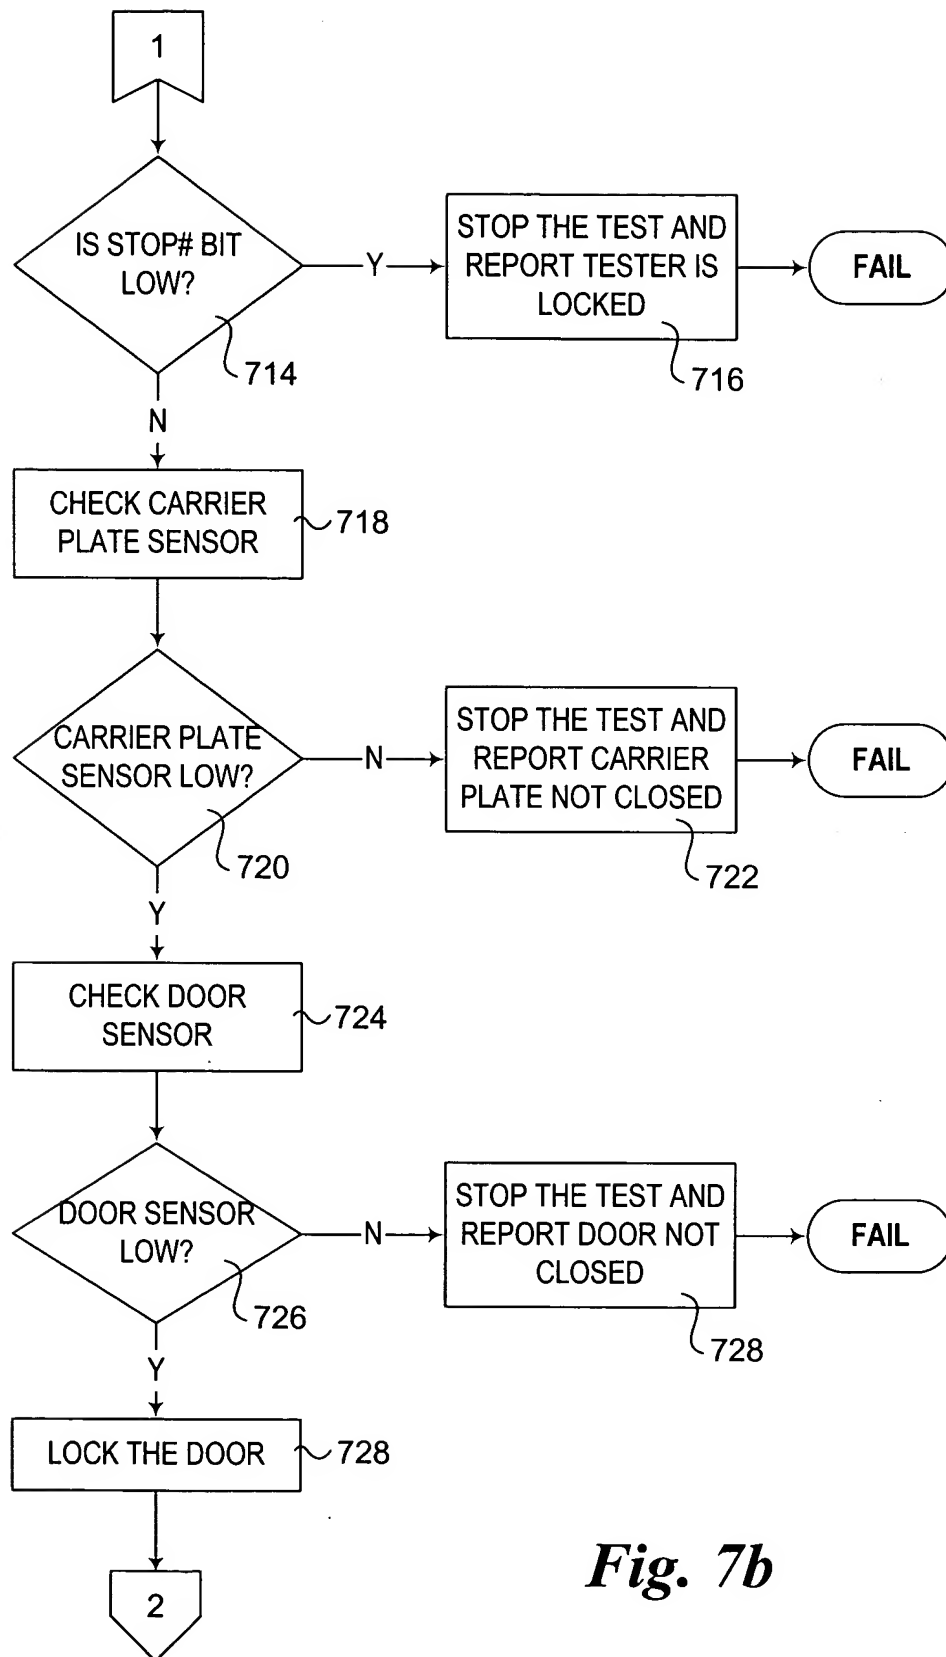 1
IS STOP# BIT
LOW?
714
Y
STOP THE TEST AND
REPORT TESTER IS
LOCKED
716
FAIL
N
CHECK CARRIER
PLATE SENSOR
718
CARRIER PLATE
SENSOR LOW?
720
N
STOP THE TEST AND
REPORT CARRIER
PLATE NOT CLOSED
722
FAIL
Y
CHECK DOOR
SENSOR
724
DOOR SENSOR
LOW?
726
N
STOP THE TEST AND
REPORT DOOR NOT
CLOSED
728
FAIL
Y
LOCK THE DOOR
728
2
Fig. 7b